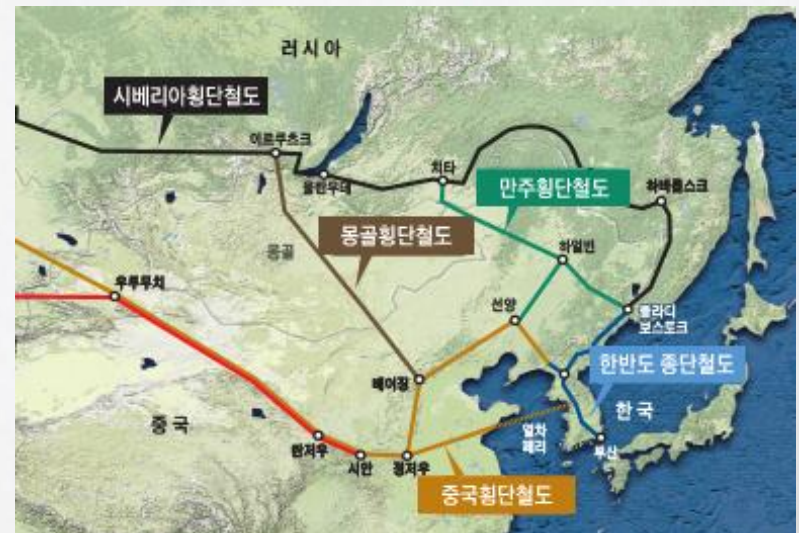 러시아
시베리아횡단철도
이르쿠츠크
울란우데
치타
만주횡단철도
하바롭스크
몽골횡단철도
몽골
하얼빈
우루무치
선양
블라디
보스토크
베이징
한반도 종단철도
중국
한국
란저우
시안
정저우
열차
페리
부산
중국횡단철도